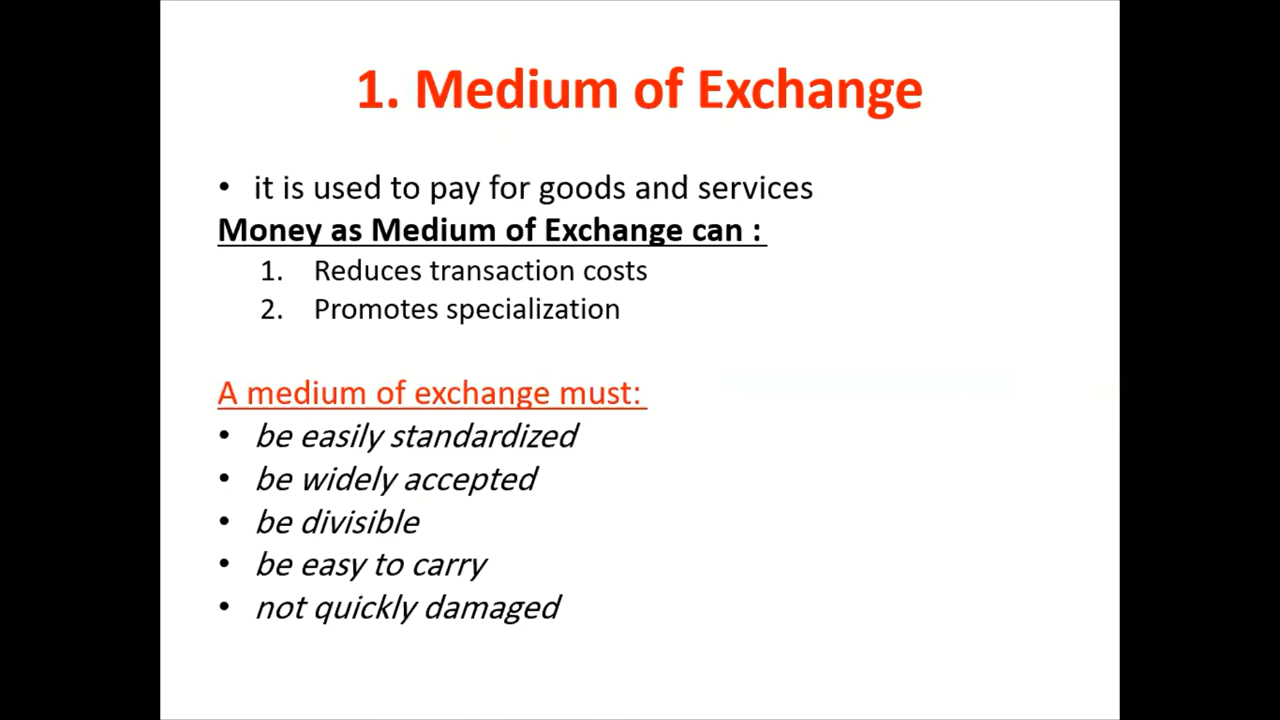 1. Medium of Exchange
• it is used to pay for goods and services
Money as Medium of Exchange can :
1. Reduces transaction costs
2. Promotes specialization
A medium of exchange must:
• be easily standardized
• be widely accepted
• be divisible
• be easy to carry
• not quickly damaged